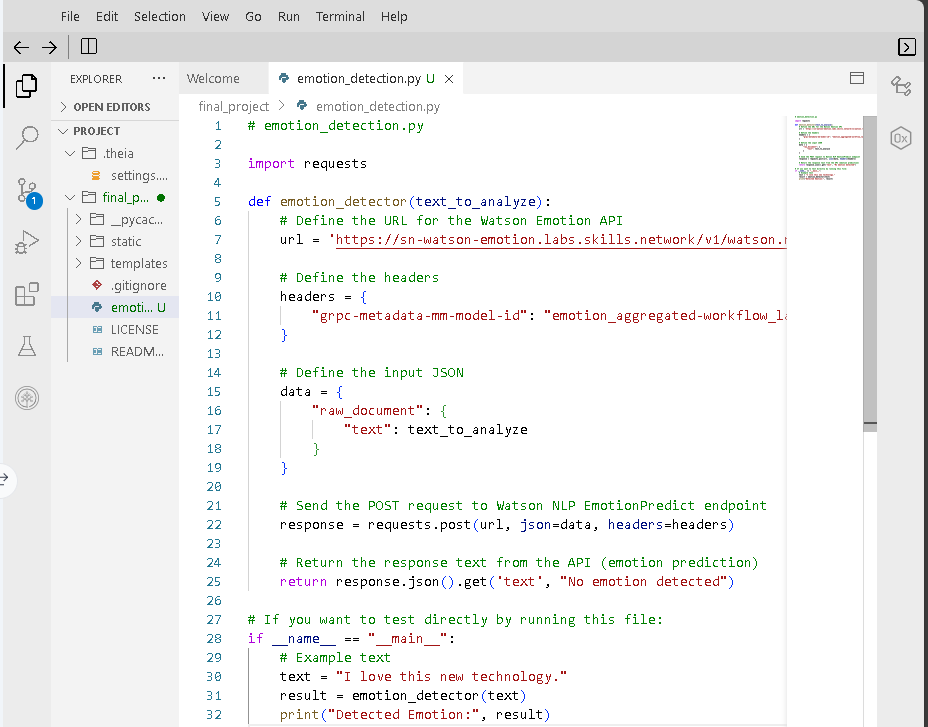 File Edit Selection View Go Run Terminal Help
EXPLORER ...
Welcome
emotion_detection.py U
OPEN EDITORS
final_project > emotion_detection.py
PROJECT
.theia
settings....
final_p...
__pycac...
static
templates
.gitignore
emoti... U
LICENSE
READM...
1
0x
1 # emotion_detection.py
2
3 import requests
4
5 def emotion_detector(text_to_analyze):
6 # Define the URL for the Watson Emotion API
7 url = 'https://sn-watson-emotion.labs.skills.network/v1/watson.
8
9 # Define the headers
10 headers = {
11 "grpc-metadata-mm-model-id": "emotion_aggregated-workflow_la
12 }
13
14 # Define the input JSON
15 data = {
16 "raw_document": {
17 "text": text_to_analyze
18 }
19 }
20
21 # Send the POST request to Watson NLP EmotionPredict endpoint
22 response = requests.post(url, json=data, headers=headers)
23
24 # Return the response text from the API (emotion prediction)
25 return response.json().get('text', "No emotion detected")
26
27 # If you want to test directly by running this file:
28 if __name__ == "__main__":
29 # Example text
30 text = "I love this new technology."
31 result = emotion_detector(text)
32 print("Detected Emotion:", result)